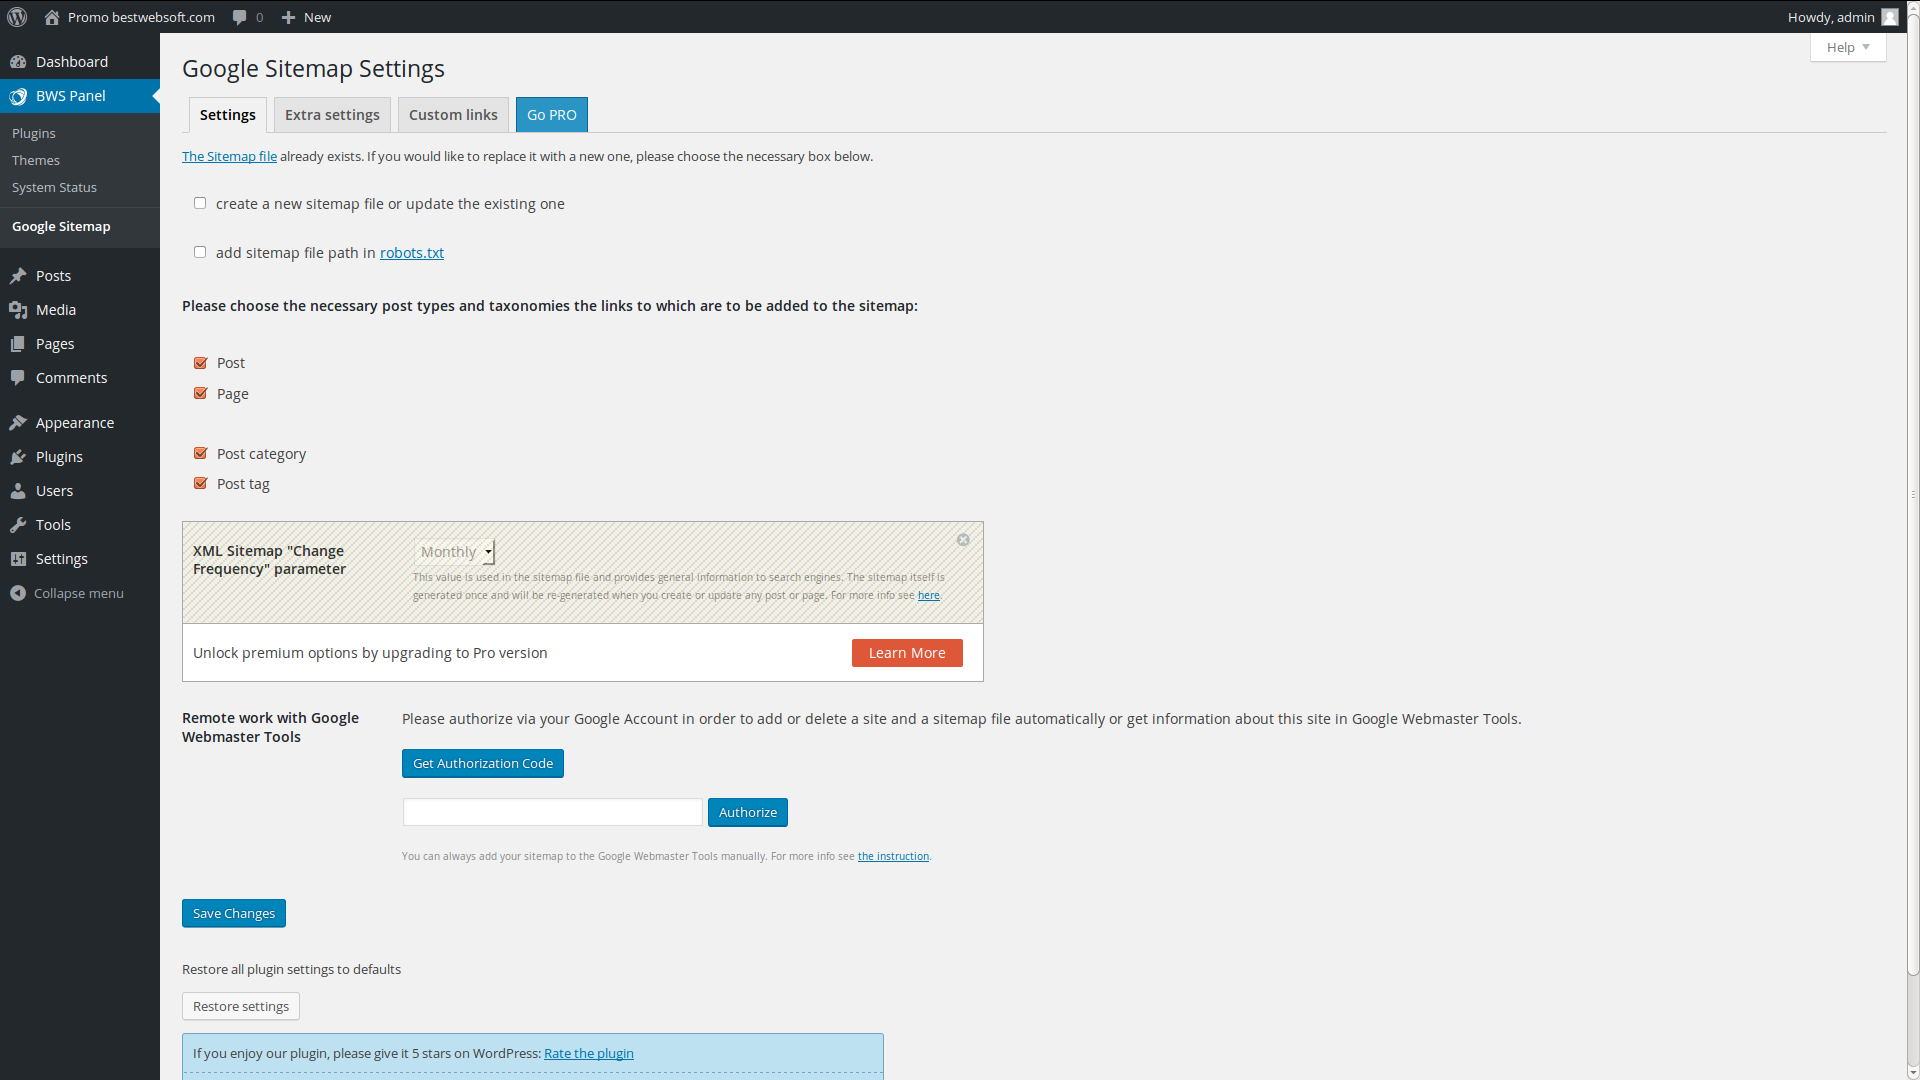 Promo bestwebsoft.com 0 New Howdy, admin
Help
Dashboard
BWS Panel
Plugins
Themes
System Status
Google Sitemap
Posts
Media
Pages
Comments
Appearance
Plugins
Users
Tools
Settings
Collapse menu
Google Sitemap Settings
Settings Extra settings Custom links Go PRO
The Sitemap file already exists. If you would like to replace it with a new one, please choose the necessary box below.
create a new sitemap file or update the existing one
add sitemap file path in robots.txt
Please choose the necessary post types and taxonomies the links to which are to be added to the sitemap:
Post
Page
Post category
Post tag
XML Sitemap "Change
Frequency" parameter
Monthly
This value is used in the sitemap file and provides general information to search engines. The sitemap itself is
generated once and will be re-generated when you create or update any post or page. For more info see here.
Unlock premium options by upgrading to Pro version
Learn More
Remote work with Google
Webmaster Tools
Please authorize via your Google Account in order to add or delete a site and a sitemap file automatically or get information about this site in Google Webmaster Tools.
Get Authorization Code
Authorize
You can always add your sitemap to the Google Webmaster Tools manually. For more info see the instruction.
Save Changes
Restore all plugin settings to defaults
Restore settings
If you enjoy our plugin, please give it 5 stars on WordPress: Rate the plugin